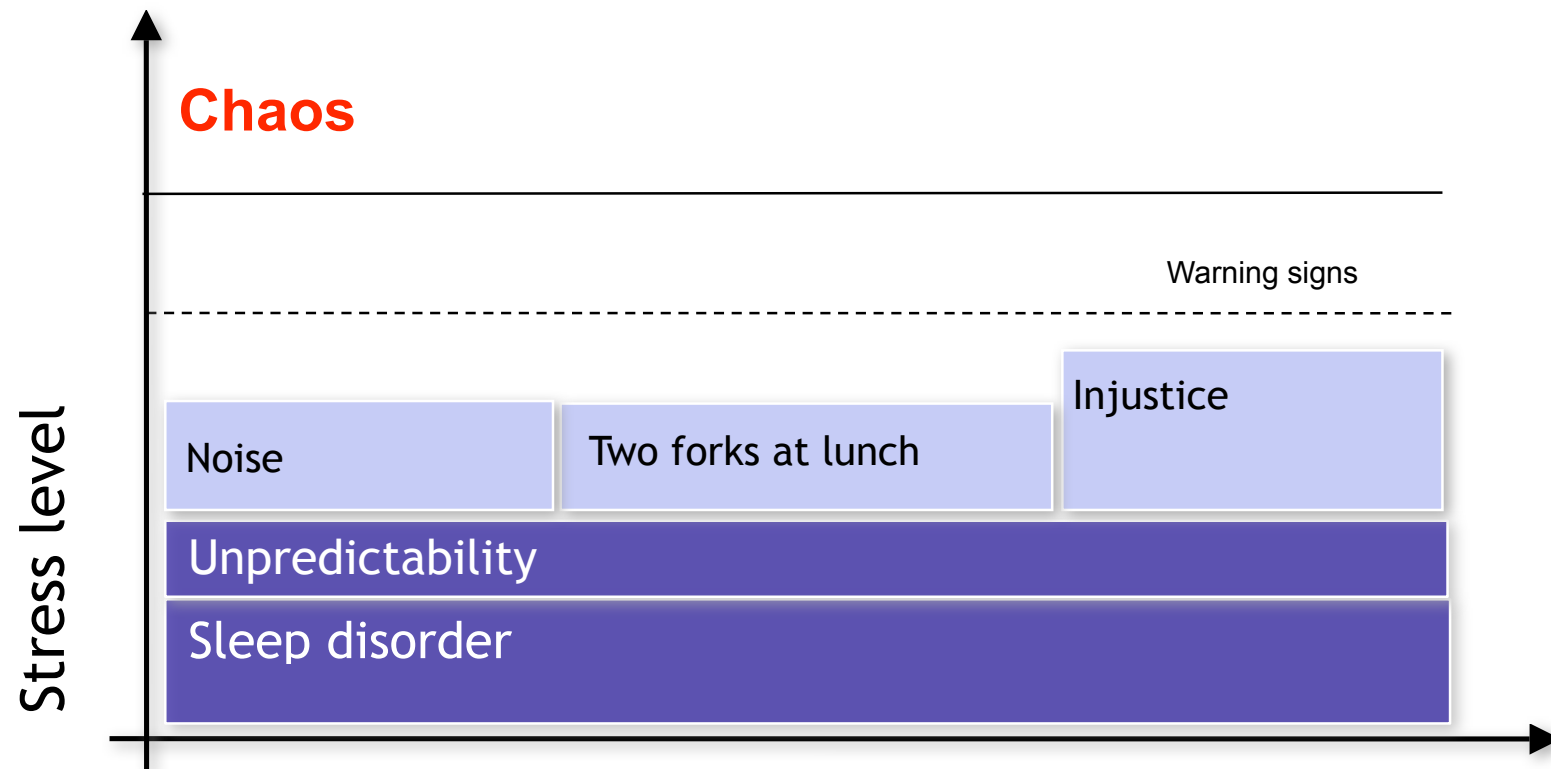 Chaos
Warning signs
Injustice
Noise
Two forks at lunch
Unpredictability
Sleep disorder
Stress level